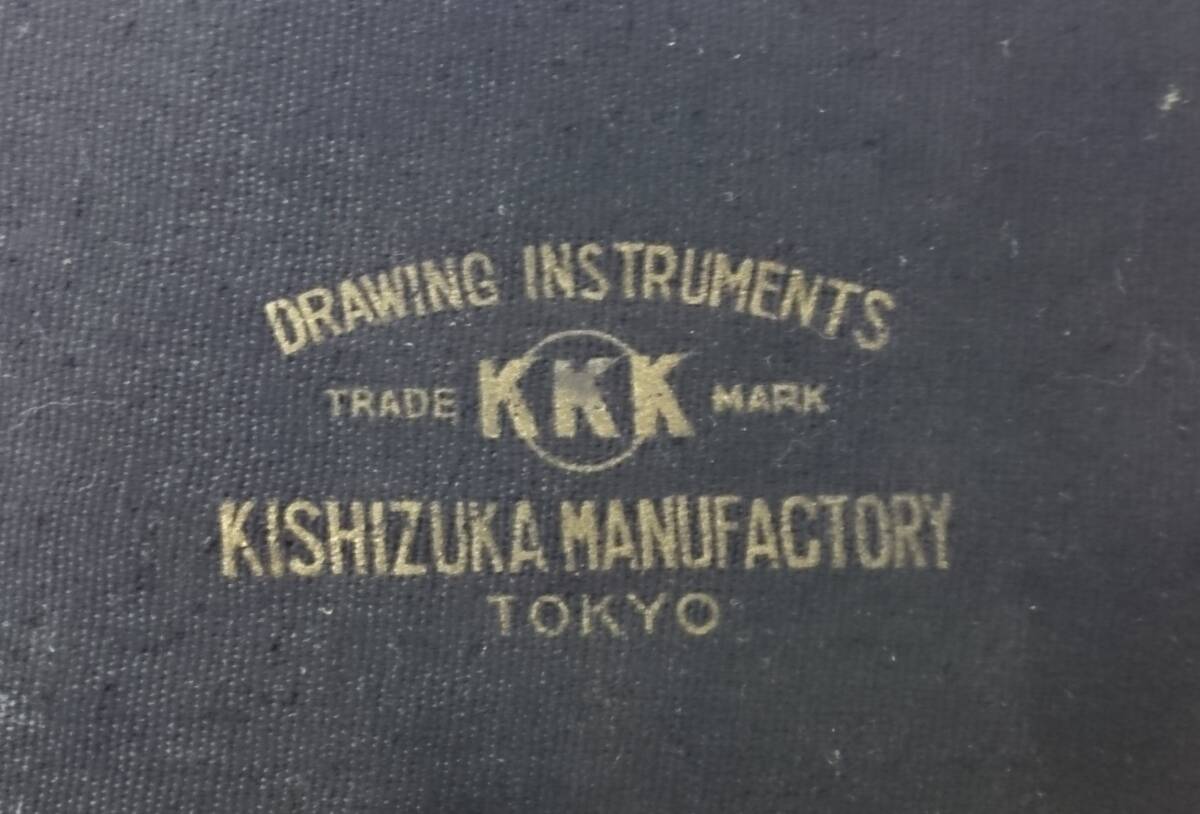 DRAWING INSTRUMENTS
TRADE KKK MARK
KISHIZUKA MANUFACTORY
TOKYO